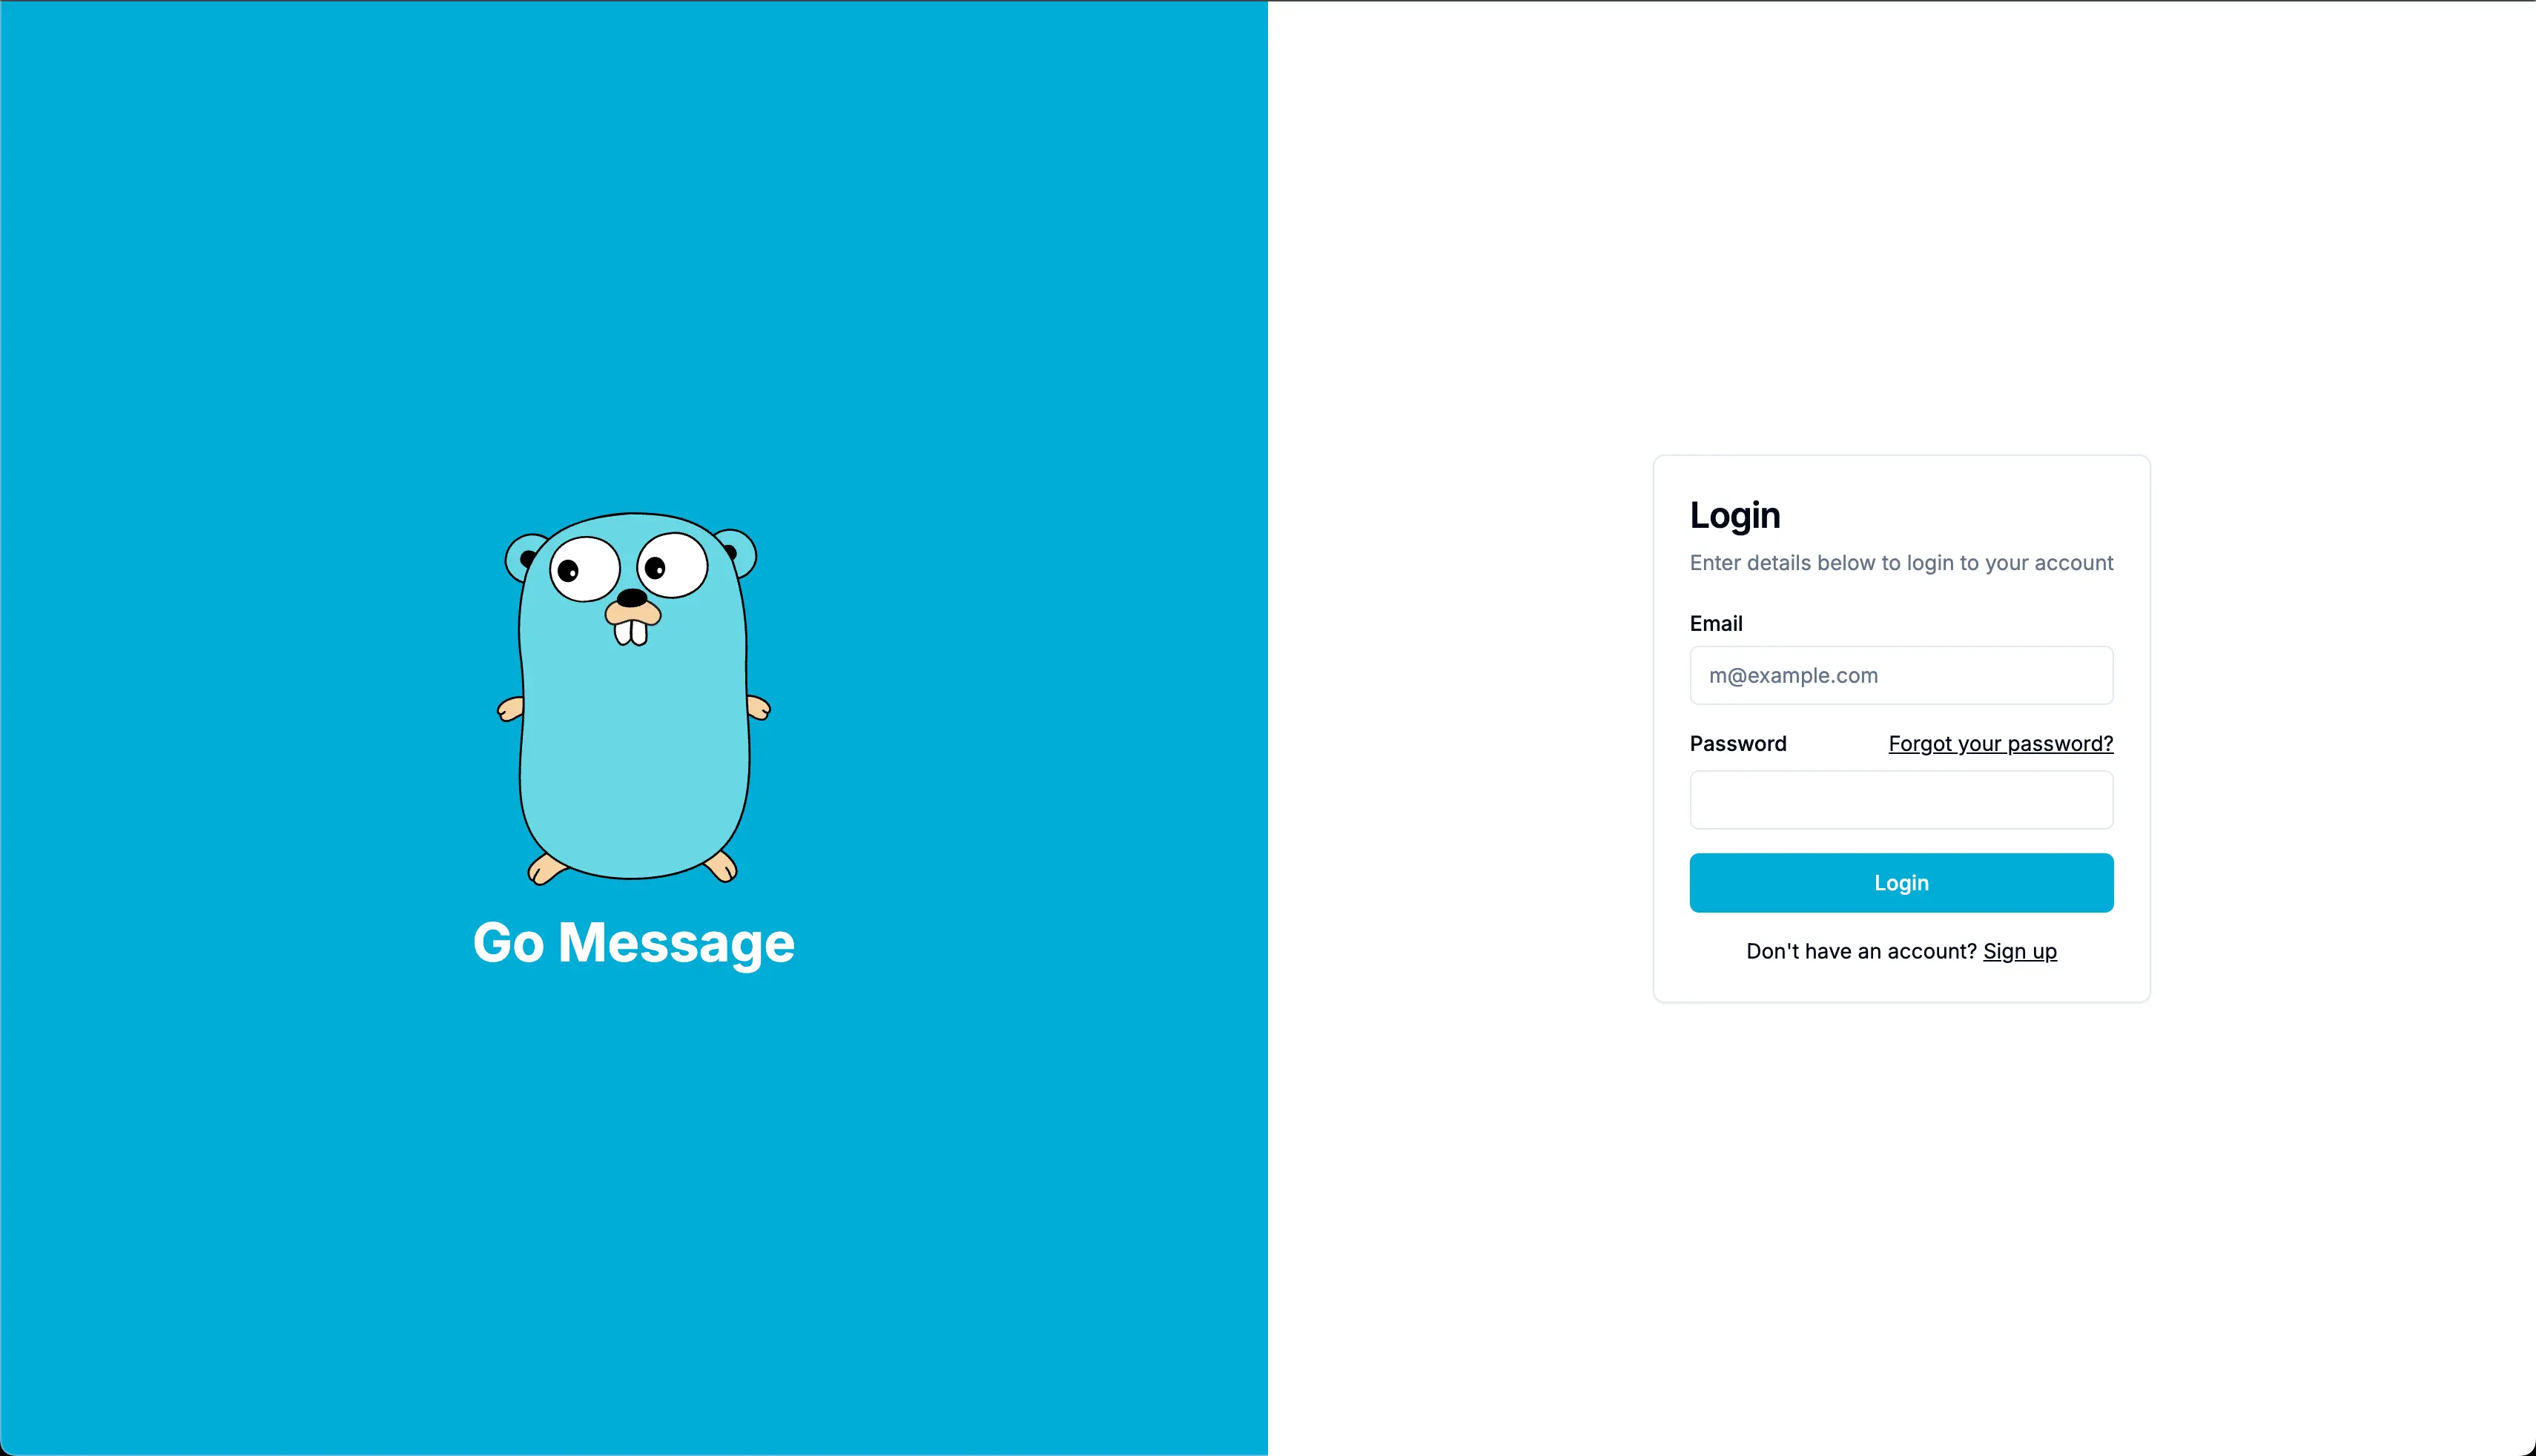 Go Message
Login
Enter details below to login to your account
Email
m@example.com
Password
Forgot your password?
Login
Don't have an account? Sign up